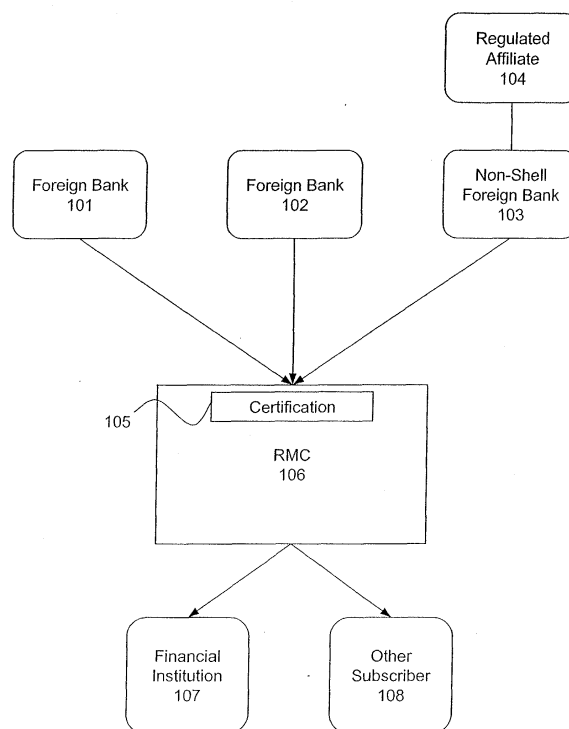 Regulated
Affiliate
104
Foreign Bank
101
Foreign Bank
102
Non-Shell
Foreign Bank
103
Certification
105
RMC
106
Financial
Institution
107
Other
Subscriber
108